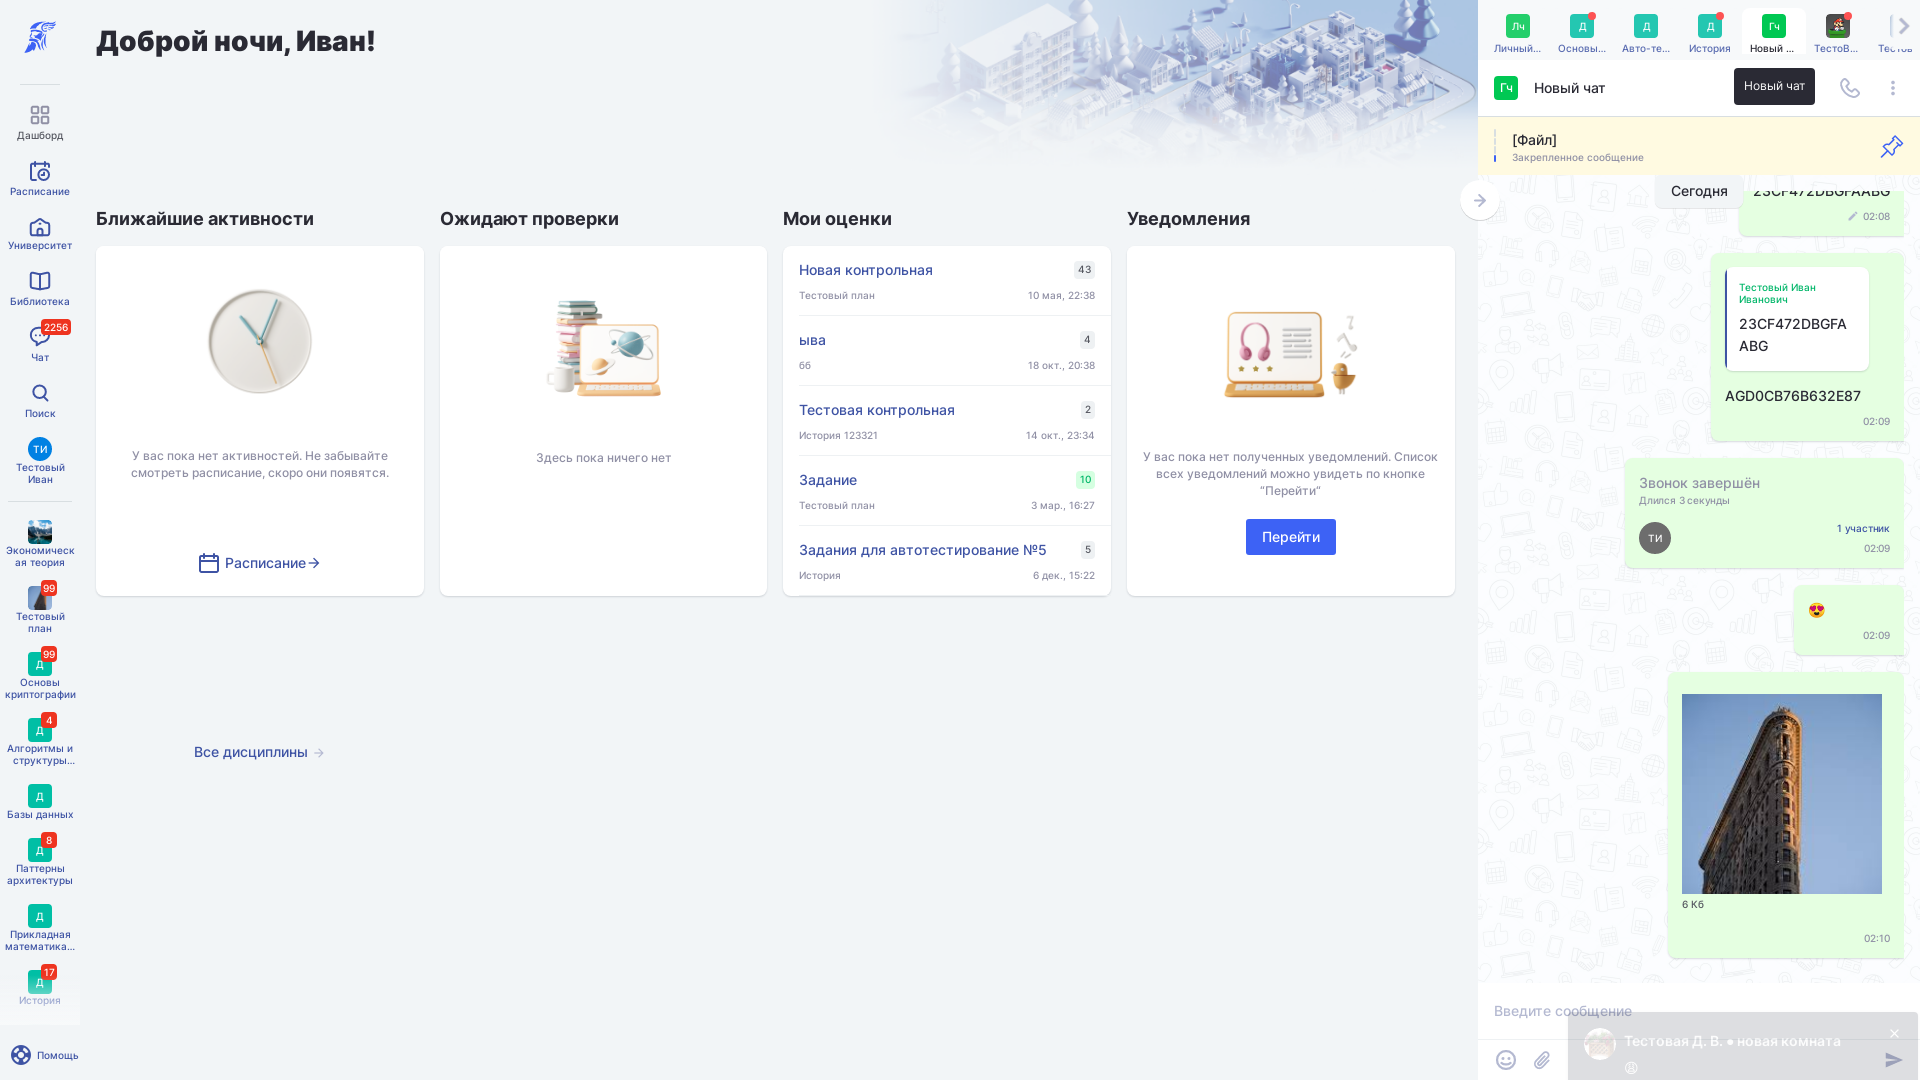 Доброй ночи, Иван!
Дашборд
Расписание
Университет
Библиотека
2256
Чат
Поиск
ТИ
Тестовый
Иван
Экономическ
ая теория
99
Тестовый
план
99
Д
Основы
криптографии
4
Д
Алгоритмы и
структуры...
Д
Базы данных
8
Д
Паттерны
архитектуры
Д
Прикладная
математика...
17
Д
История
Помощь
Ближайшие активности
У вас пока нет активностей. Не забывайте
смотреть расписание, скоро они появятся.
Расписание
Ожидают проверки
Здесь пока ничего нет
Мои оценки
Новая контрольная 43
Тестовый план 10 мая, 22:38
ыва 4
бб 18 окт., 20:38
Тестовая контрольная 2
История 123321 14 окт., 23:34
Задание 10
Тестовый план 3 мар., 16:27
Задания для автотестирование №5 5
История 6 дек., 15:22
Уведомления
У вас пока нет полученных уведомлений. Список
всех уведомлений можно увидеть по кнопке
“Перейти”
Перейти
Все дисциплины
Лч Д Д Д Гч
Личный... Основы... Авто-те... История Новый ... ТестоВ... Тестов
Гч Новый чат
Новый чат
[Файл]
Закрепленное сообщение
Сегодня
23CF472DBGFAABG
02:08
Тестовый Иван
Иванович
23CF472DBGFA
ABG
AGD0CB76B632E87
02:09
Звонок завершён
Длился 3 секунды
ТИ
1 участник
02:09
02:09
6 Кб
02:10
Введите сообщение
Тестовая Д. В. ● новая комната